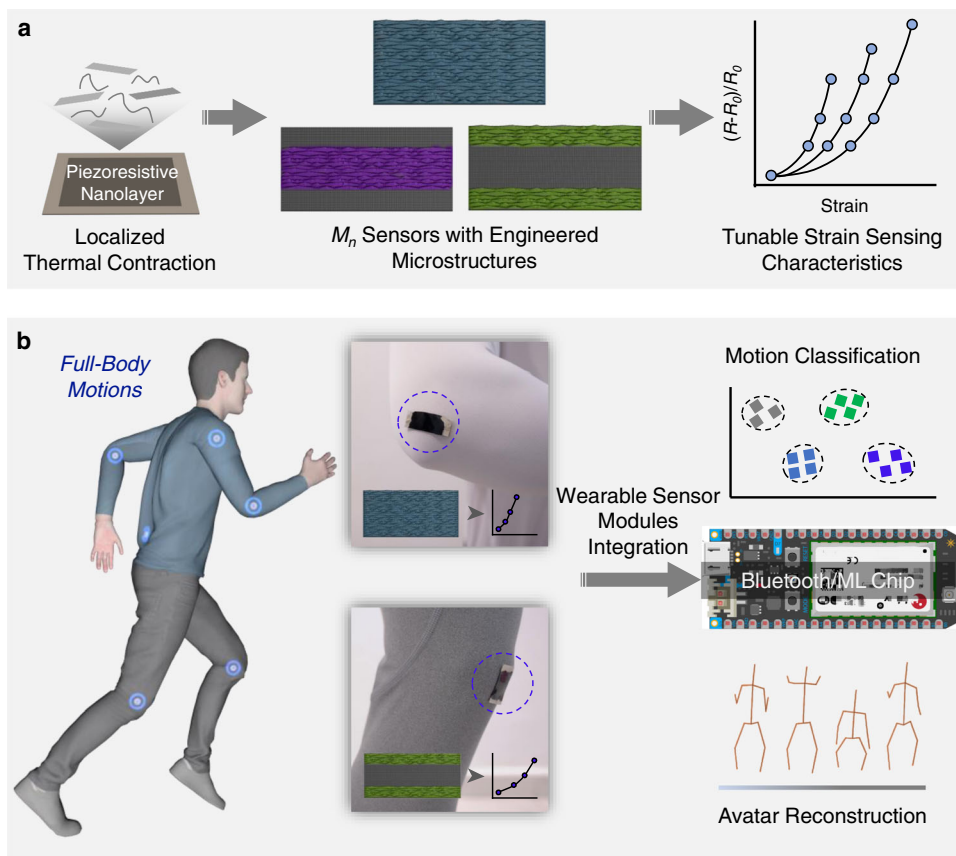 a
Piezoresistive
Nanolayer
Localized
Thermal Contraction
Mn Sensors with Engineered
Microstructures
(R-R0)/R0
Strain
Tunable Strain Sensing
Characteristics
b
Full-Body
Motions
Wearable Sensor
Modules
Integration
Motion Classification
Bluetooth/ML Chip
Avatar Reconstruction